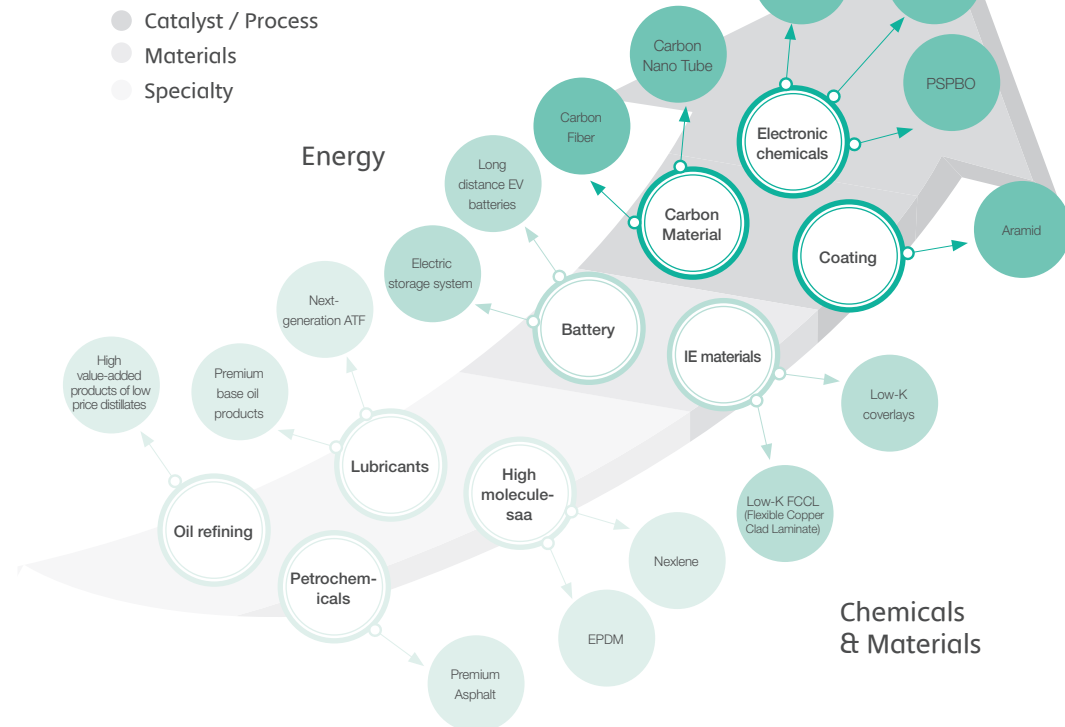 Catalyst / Process
Materials
Specialty
Energy
Carbon
Nano Tube
Carbon
Fiber
PSPBO
Electronic
chemicals
Long
distance EV
batteries
Carbon
Material
Aramid
Coating
Electric
storage system
Next-
generation ATF
Battery
IE materials
High
value-added
products of low
price distillates
Premium
base oil
products
Low-K
coverlays
Lubricants
High
molecule-
saa
Low-K FCCL
(Flexible Copper
Clad Laminate)
Oil refining
Nexlene
Petrochem-
icals
EPDM
Premium
Asphalt
Chemicals
& Materials